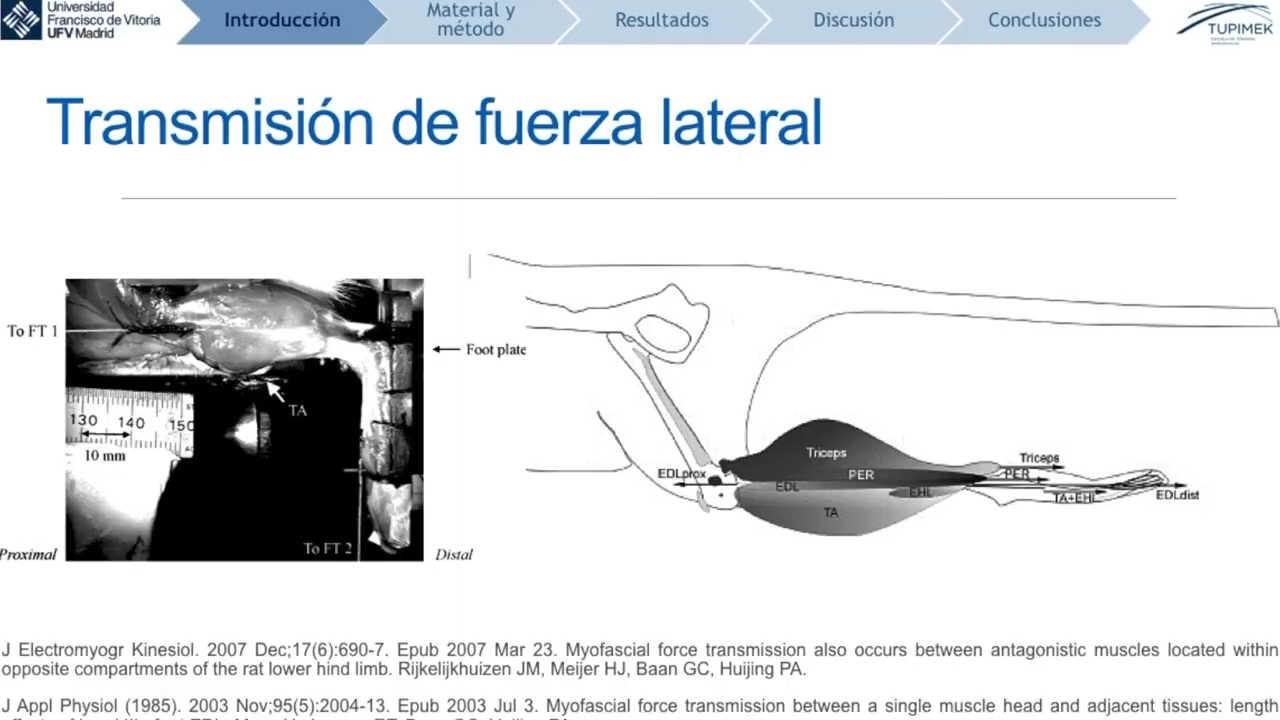 Universidad
Francisco de Vitoria
UFV Madrid
Introducción
Material y
método
Resultados
Discusión
Conclusiones
TUPIMEK
Transmisión de fuerza lateral
To FT 1
Foot plate
TA
130 140 150
10 mm
To FT 2
Proximal
Distal
Triceps
PER
EDLprox
EDL
EHL
TA
Triceps
PER
TA+EHL
EDLdist
J Electromyogr Kinesiol. 2007 Dec;17(6):690-7. Epub 2007 Mar 23. Myofascial force transmission also occurs between antagonistic muscles located within
opposite compartments of the rat lower hind limb. Rijkelijkhuizen JM, Meijer HJ, Baan GC, Huijing PA.
J Appl Physiol (1985). 2003 Nov;95(5):2004-13. Epub 2003 Jul 3. Myofascial force transmission between a single muscle head and adjacent tissues: length